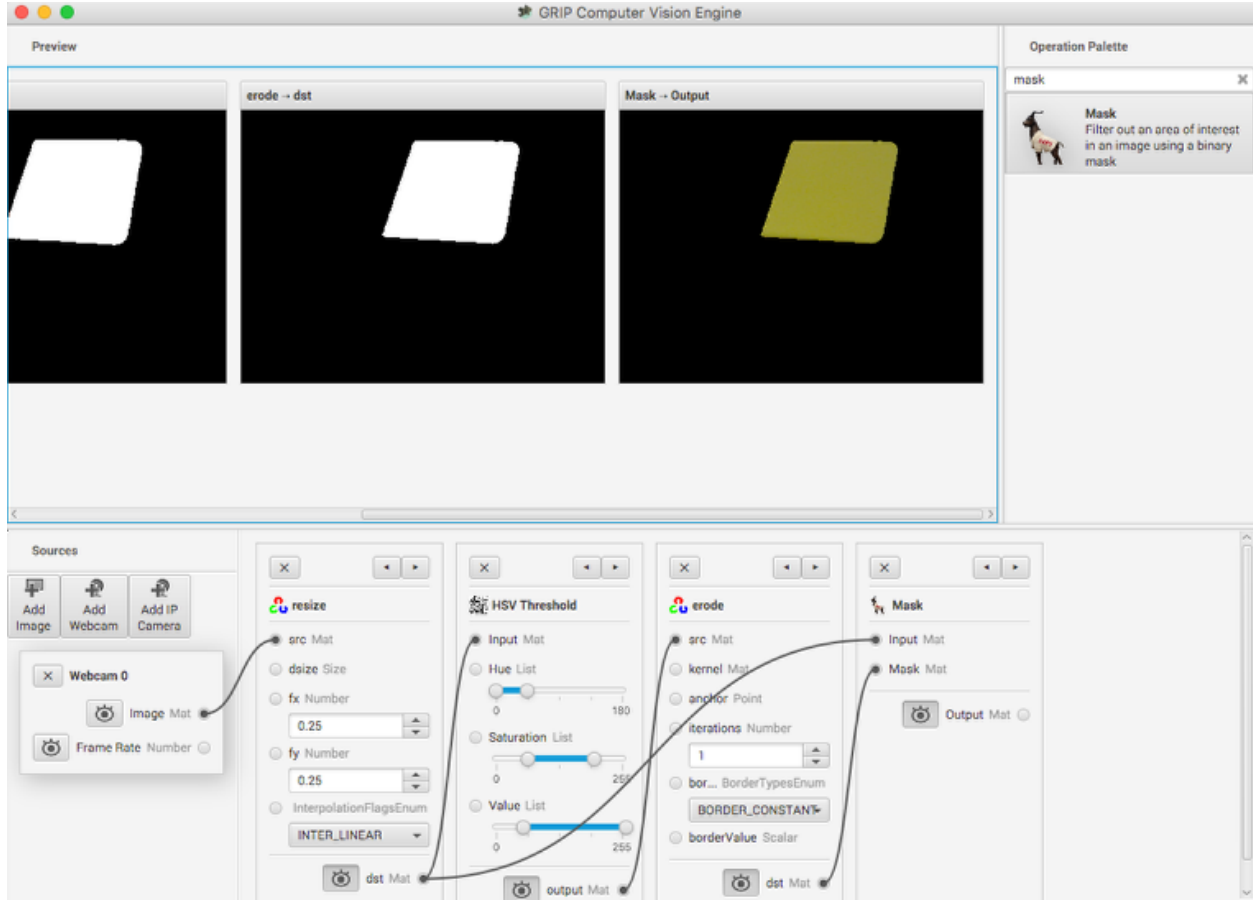 GRIP Computer Vision Engine
Preview
Operation Palette
mask
erode → dst
Mask → Output
Mask
Filter out an area of interest
in an image using a binary
mask
Sources
Add
Image
Add
Webcam
Add IP
Camera
Webcam 0
Image Mat
Frame Rate Number
resize
src Mat
dsize Size
fx Number
0.25
fy Number
0.25
InterpolationFlagsEnum
INTER_LINEAR
dst Mat
HSV Threshold
Input Mat
Hue List
0 180
Saturation List
0 255
Value List
0 255
output Mat
erode
src Mat
kernel Mat
anchor Point
iterations Number
1
bor... BorderTypesEnum
BORDER_CONSTANT
borderValue Scalar
dst Mat
Mask
Input Mat
Mask Mat
Output Mat